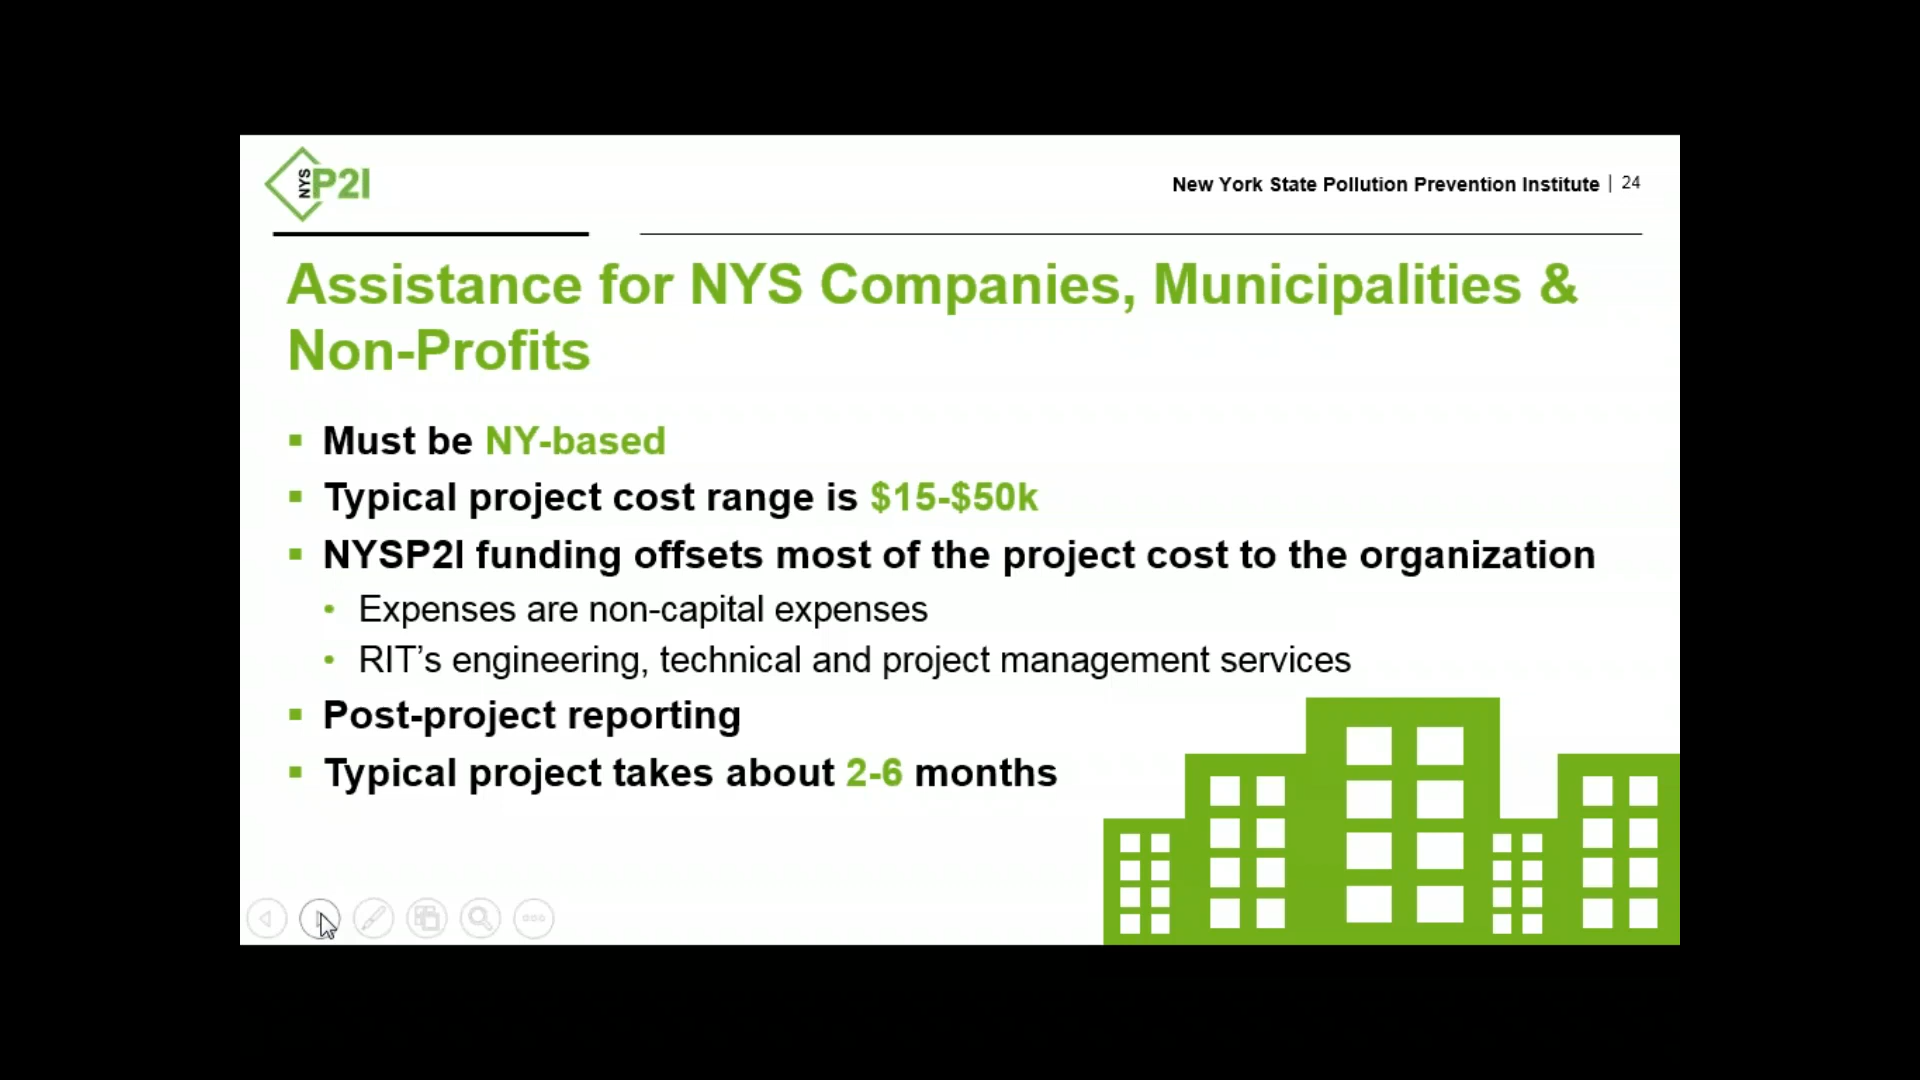 NYS P2I
New York State Pollution Prevention Institute | 24
Assistance for NYS Companies, Municipalities &
Non-Profits
▪ Must be NY-based
▪ Typical project cost range is $15-$50k
▪ NYSP2I funding offsets most of the project cost to the organization
• Expenses are non-capital expenses
• RIT’s engineering, technical and project management services
▪ Post-project reporting
▪ Typical project takes about 2-6 months